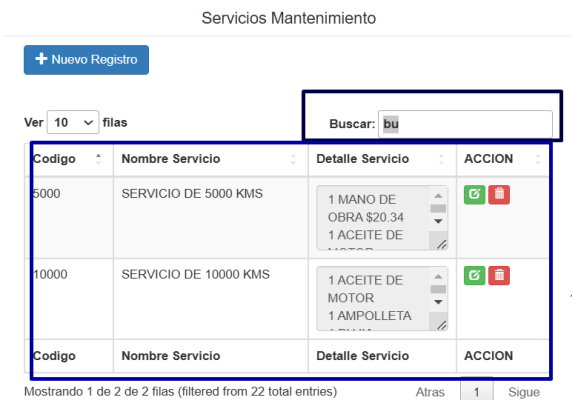 Servicios Mantenimiento
Nuevo Registro
Ver 10 filas
Buscar: bu
Codigo Nombre Servicio Detalle Servicio ACCION
5000 SERVICIO DE 5000 KMS
1 MANO DE
OBRA $20.34
1 ACEITE DE
MOTOR
10000 SERVICIO DE 10000 KMS
1 ACEITE DE
MOTOR
1 AMPOLLETA
Codigo Nombre Servicio Detalle Servicio ACCION
Mostrando 1 de 2 de 2 filas (filtered from 22 total entries) Atras 1 Sigue